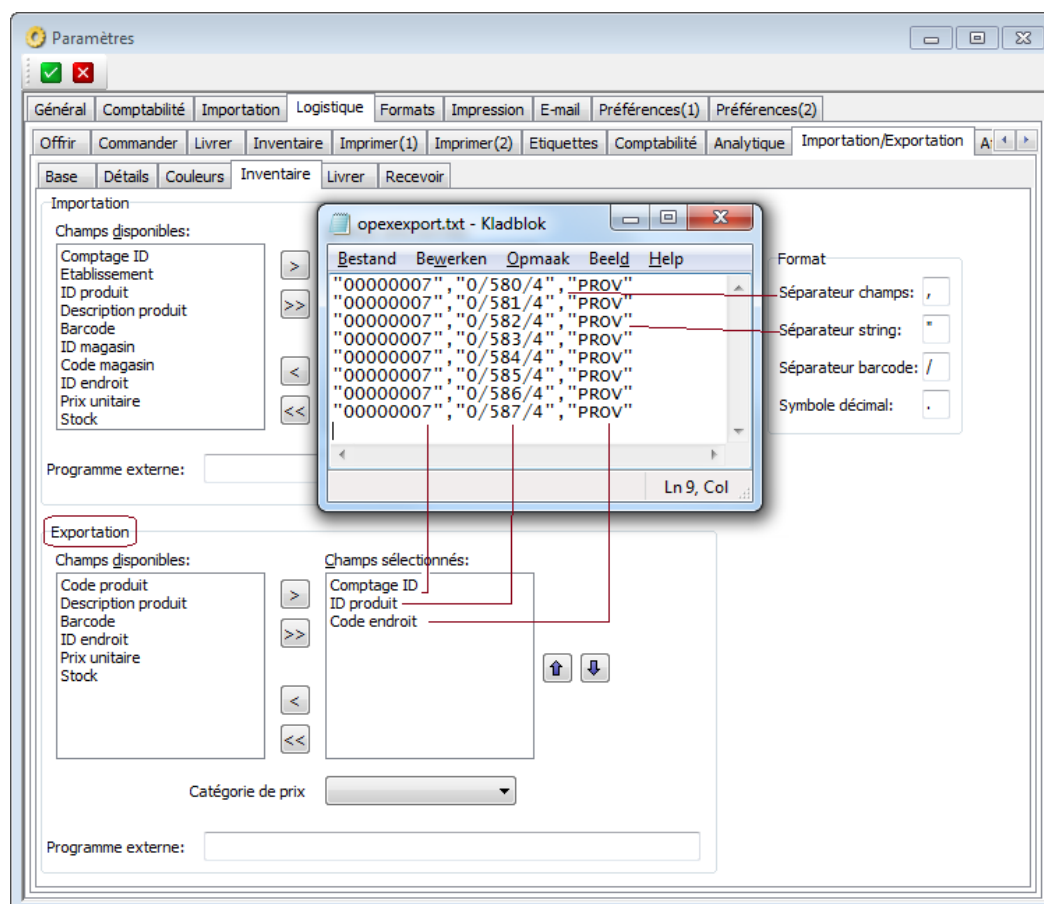 Paramètres
Général Comptabilité Importation Logistique Formats Impression E-mail Préférences(1) Préférences(2)
Offrir Commander Livrer Inventaire Imprimer(1) Imprimer(2) Etiquettes Comptabilité Analytique Importation/Exportation
Base Détails Couleurs Inventaire Livrer Recevoir
Importation
Champs disponibles:
Comptage ID
Etablissement
ID produit
Description produit
Barcode
ID magasin
Code magasin
ID endroit
Prix unitaire
Stock
>
>>
<
<<
Programme externe:
opexexport.txt - Kladblok
Bestand Bewerken Opmaak Beeld Help
"00000007","0/580/4","PROV"
"00000007","0/581/4","PROV"
"00000007","0/582/4","PROV"
"00000007","0/583/4","PROV"
"00000007","0/584/4","PROV"
"00000007","0/585/4","PROV"
"00000007","0/586/4","PROV"
"00000007","0/587/4","PROV"
Ln 9, Col
Format
Séparateur champs: ,
Séparateur string: "
Séparateur barcode: /
Symbole décimal: .
Exportation
Champs disponibles:
Code produit
Description produit
Barcode
ID endroit
Prix unitaire
Stock
>
>>
<
<<
Champs sélectionnés:
Comptage ID
ID produit
Code endroit
Catégorie de prix
Programme externe: